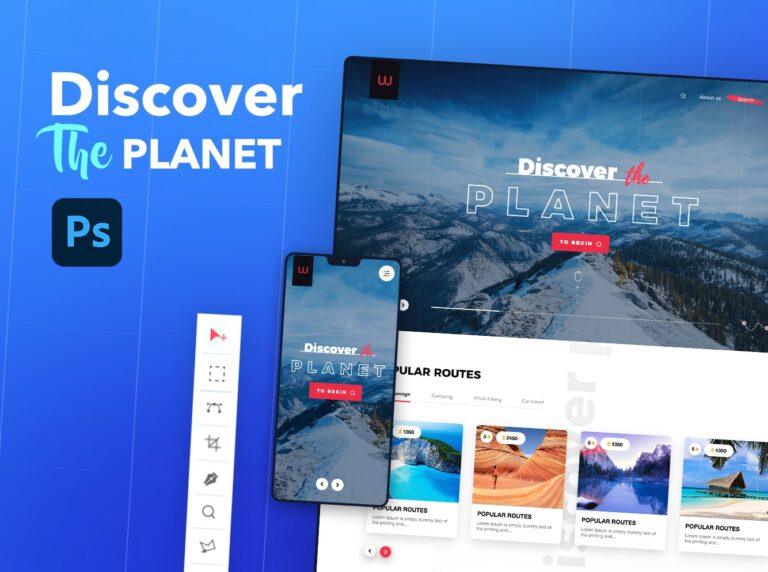 Discover
The PLANET
Ps
W
About us
Search
Discover the
PLANET
TO BEGIN
W
Discover the
PLANET
TO BEGIN
PULAR ROUTES
Camping
Hitch-hiking
Car travel
1350
POPULAR ROUTES
Lorem Ipsum is simply dummy text of the printing and...
5
2450
POPULAR ROUTES
Lorem Ipsum is simply dummy text
of the printing and...
5
1350
POPULAR ROUTES
Lorem Ipsum is simply dummy text
of the printing and...
5
1350
POPULAR ROUTES
Lorem Ipsum is simply dummy text
of the printing and...